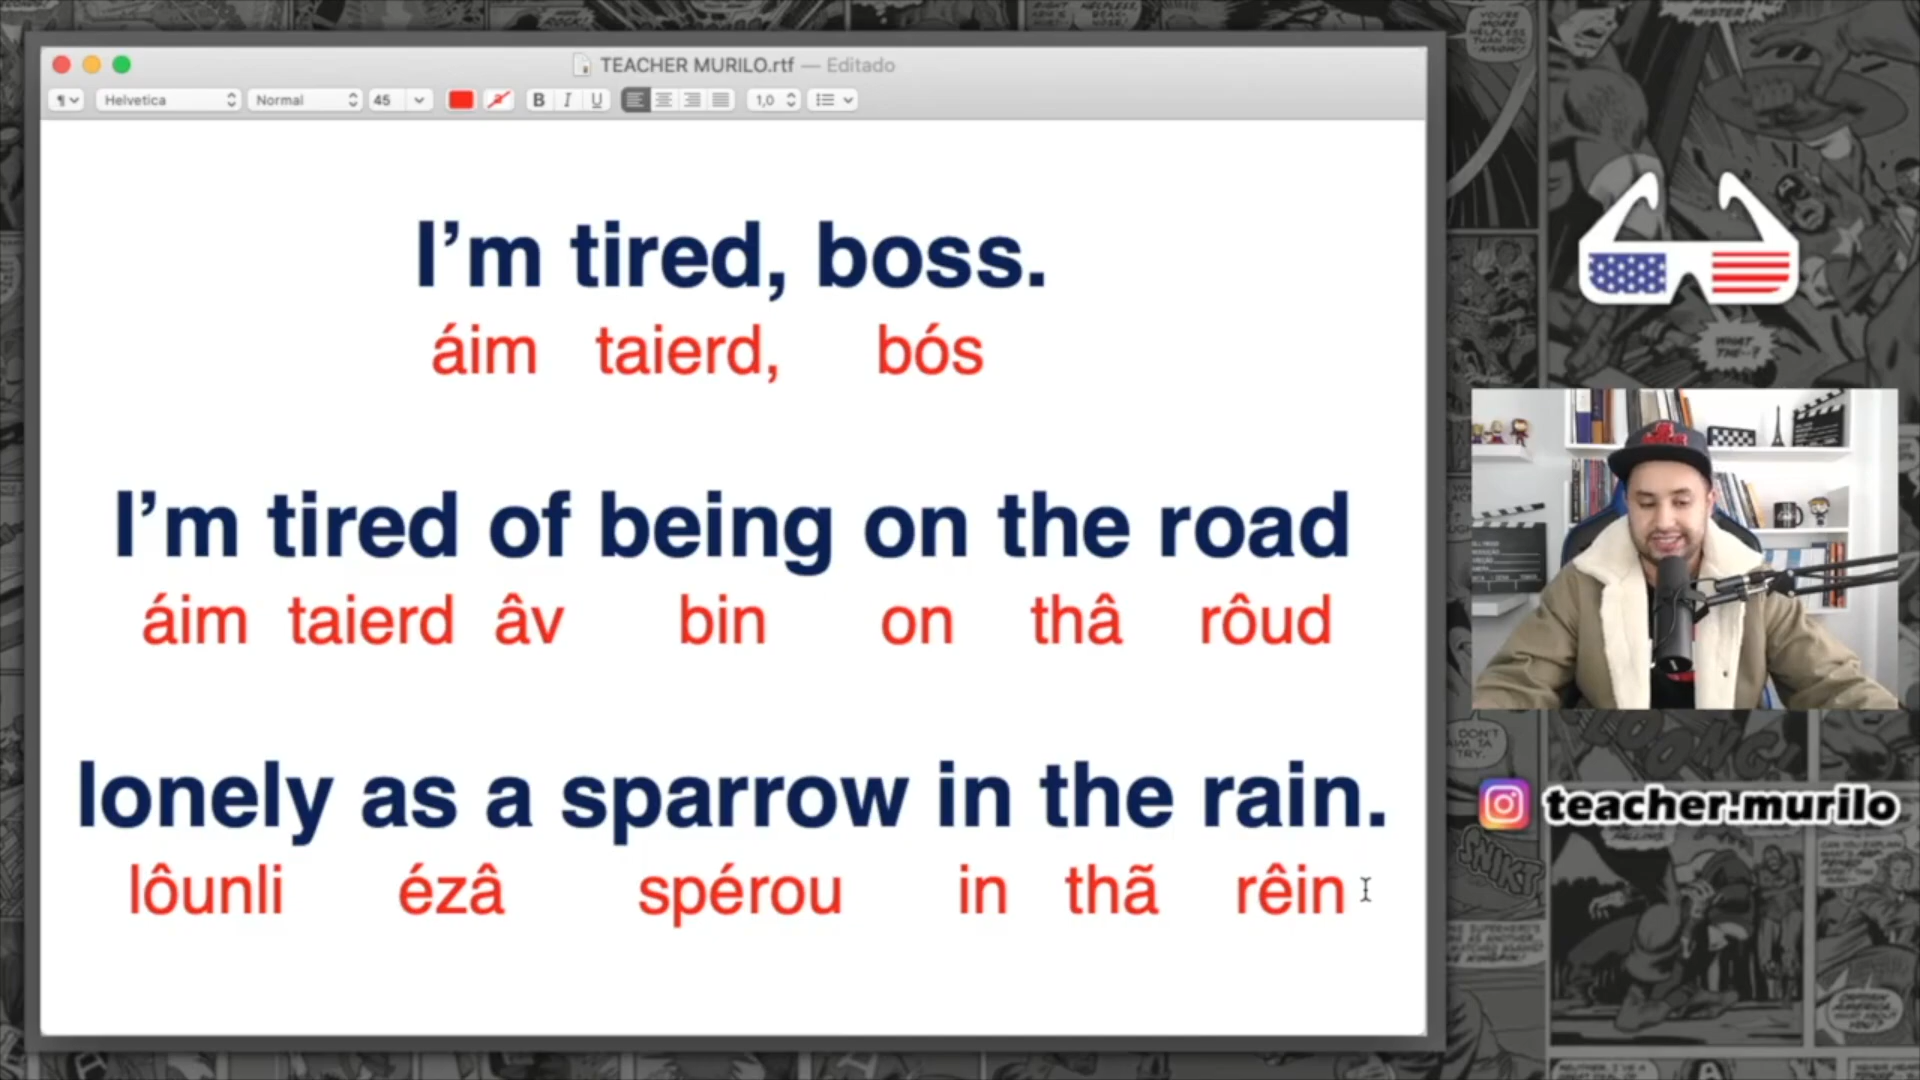 TEACHER MURILO.rtf — Editado
Helvetica Normal 45 B I U 1,0
I’m tired, boss.
áim taierd, bós
I’m tired of being on the road
áim taierd âv bin on thâ rôud
lonely as a sparrow in the rain.
lôunli ézâ spérou in thã rêin
WHAT THE--?
teacher.murilo